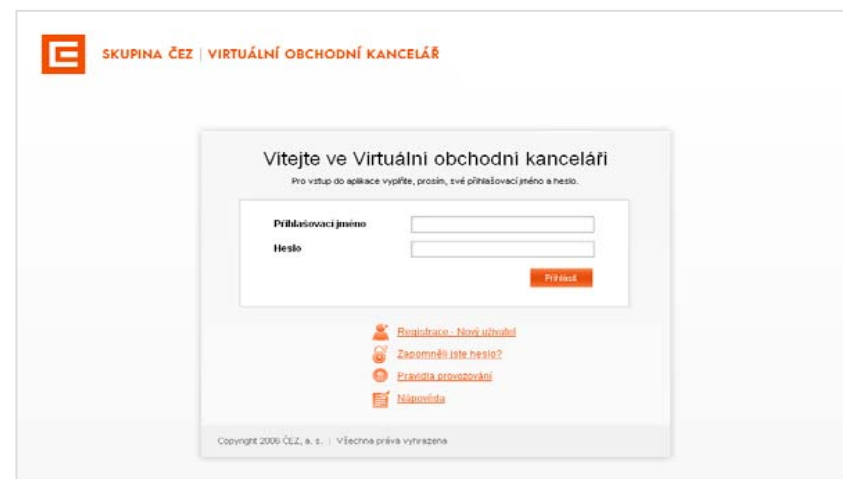 SKUPINA ČEZ | VIRTUÁLNÍ OBCHODNÍ KANCELÁŘ
Vítejte ve Virtuální obchodní kanceláři
Pro vstup do aplikace vyplňte, prosím, své přihlašovací jméno a heslo.
Přihlašovací jméno
Heslo
Přihlásit
Registrace - Nový uživatel
Zapomněli jste heslo?
Pravidla provozování
Nápověda
Copyright 2006 ČEZ, a. s. | Všechna práva vyhrazena